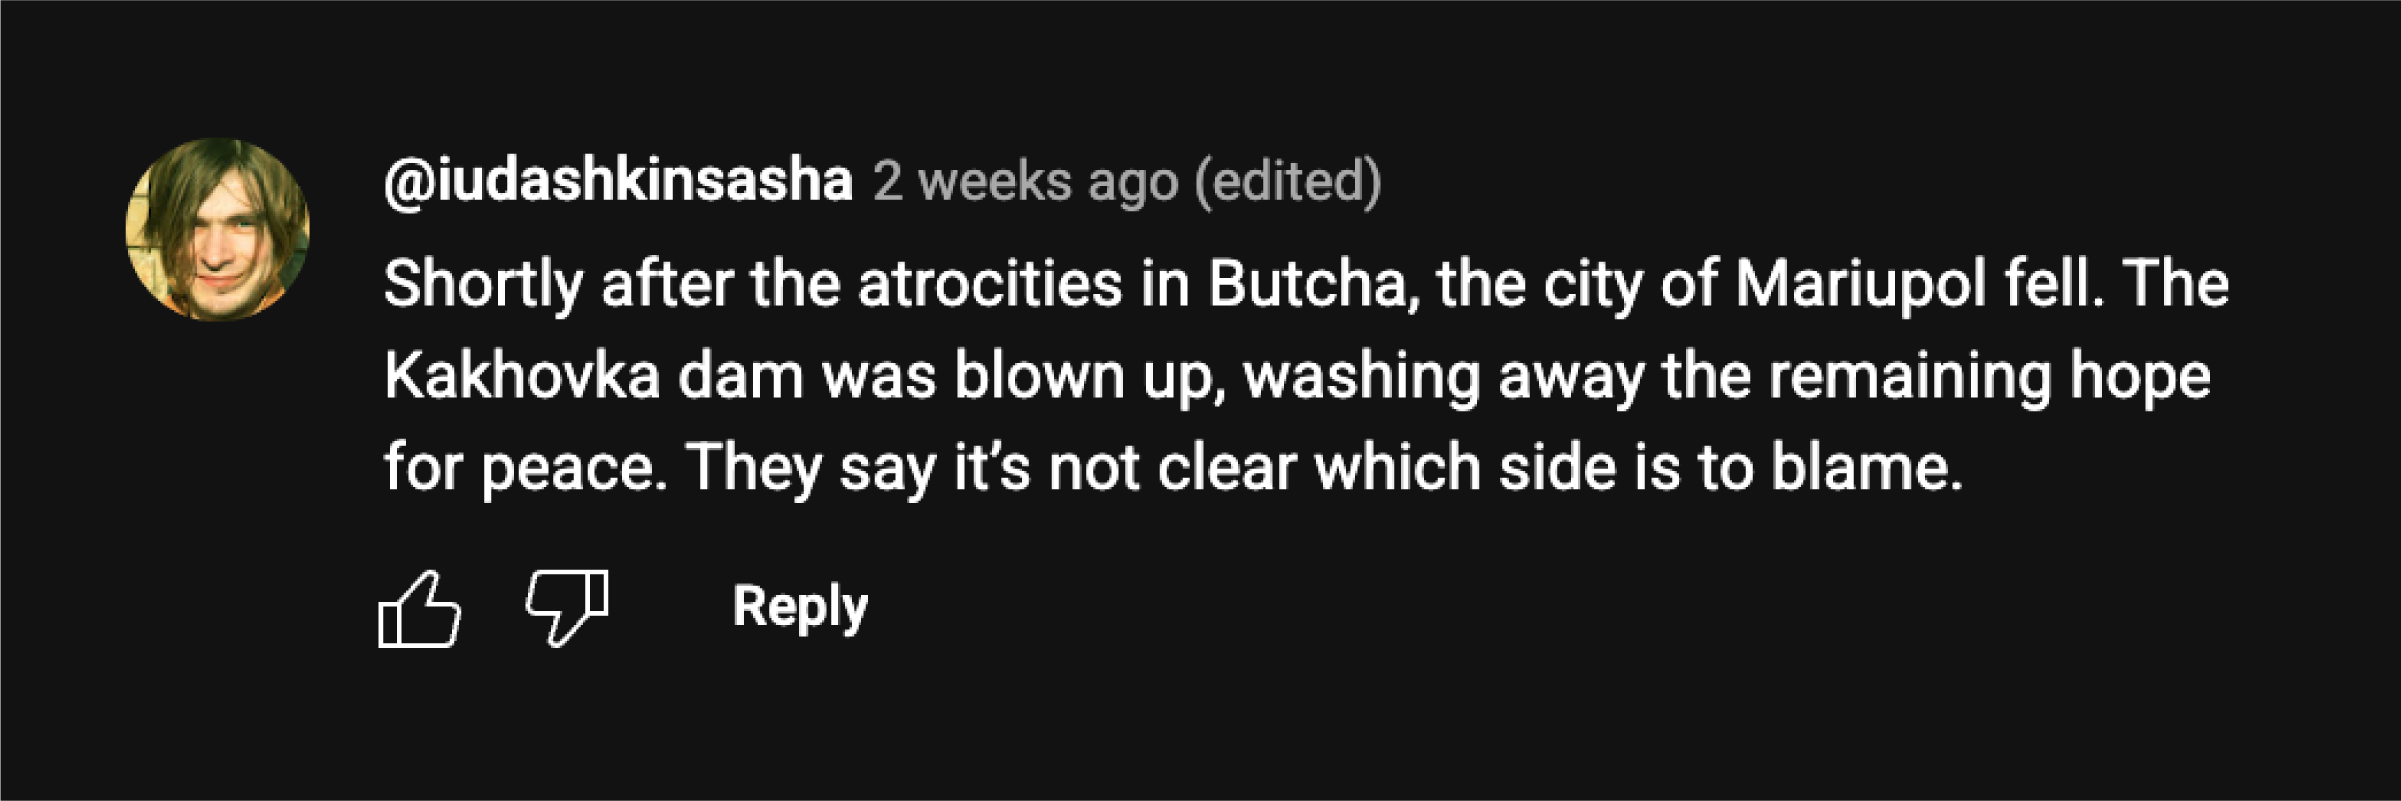 @iudashkinsasha 2 weeks ago (edited)
Shortly after the atrocities in Butcha, the city of Mariupol fell. The
Kakhovka dam was blown up, washing away the remaining hope
for peace. They say it’s not clear which side is to blame.
Reply